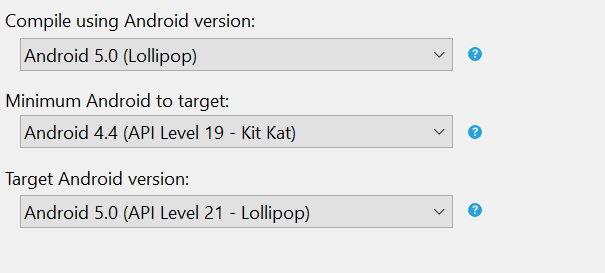 Compile using Android version:
Android 5.0 (Lollipop)
?
Minimum Android to target:
Android 4.4 (API Level 19 - Kit Kat)
?
Target Android version:
Android 5.0 (API Level 21 - Lollipop)
?